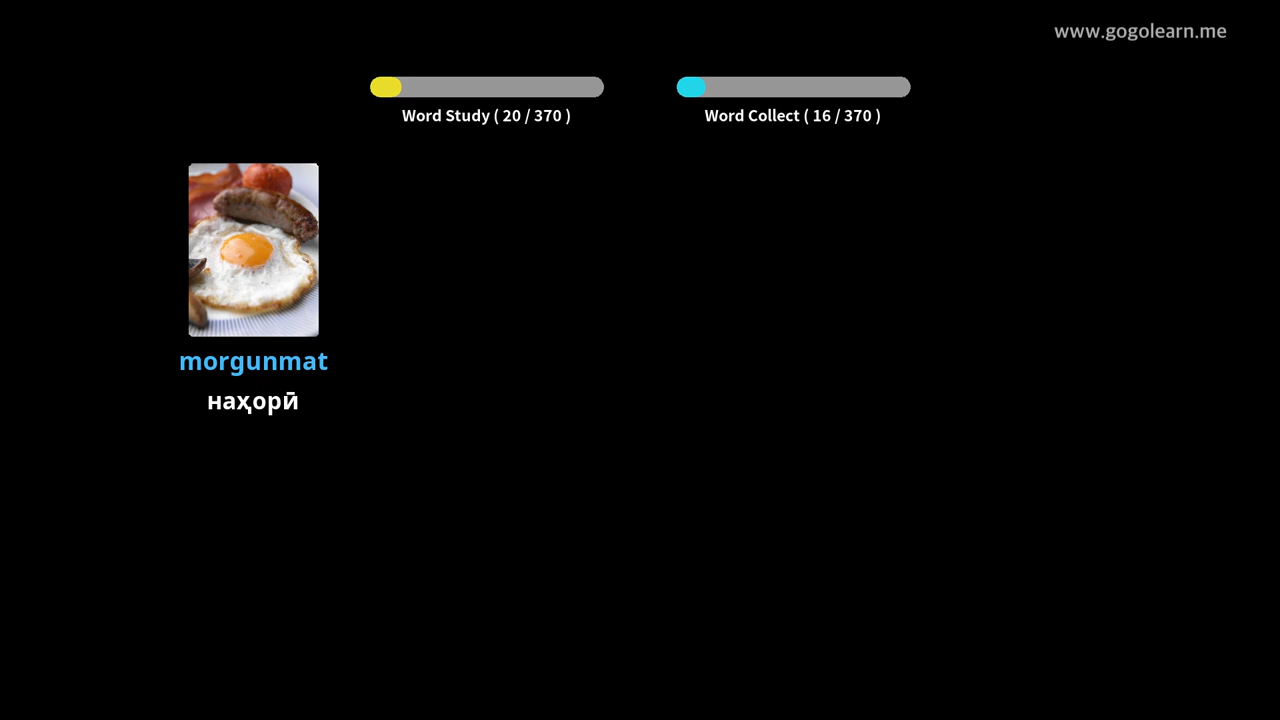 www.gogolearn.me
Word Study ( 20 / 370 )
Word Collect ( 16 / 370 )
morgunmat
наҳорӣ